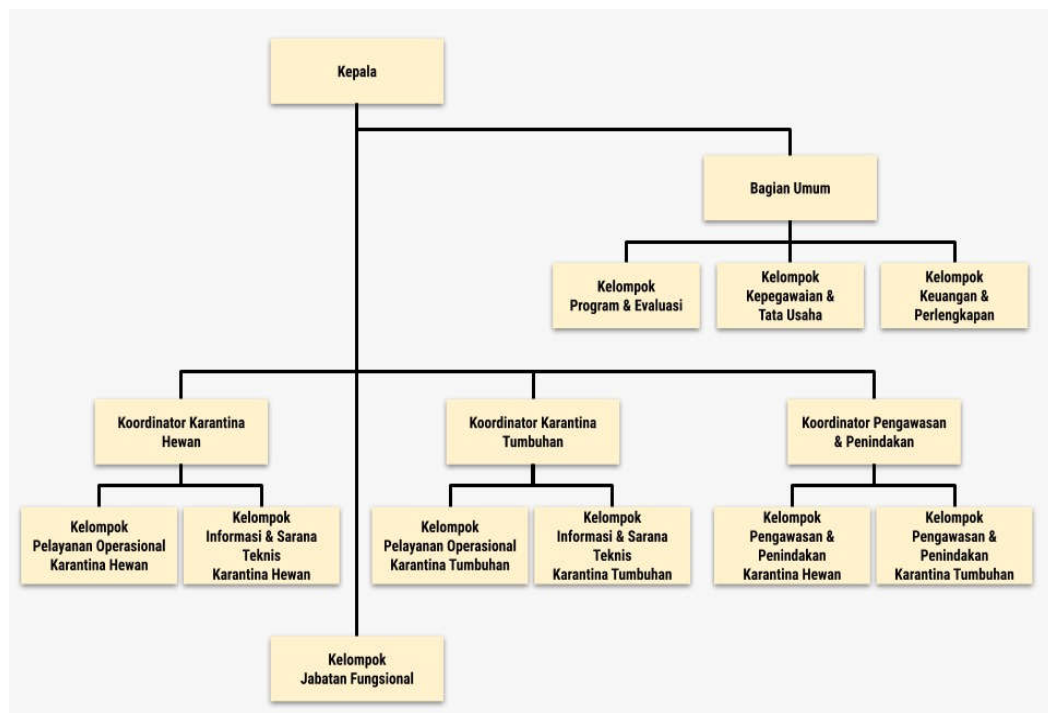 Kepala
Bagian Umum
Kelompok
Program & Evaluasi
Kelompok
Kepegawaian &
Tata Usaha
Kelompok
Keuangan &
Perlengkapan
Koordinator Karantina
Hewan
Koordinator Karantina
Tumbuhan
Koordinator Pengawasan
& Penindakan
Kelompok
Pelayanan Operasional
Karantina Hewan
Kelompok
Informasi & Sarana
Teknis
Karantina Hewan
Kelompok
Pelayanan Operasional
Karantina Tumbuhan
Kelompok
Informasi & Sarana
Teknis
Karantina Tumbuhan
Kelompok
Pengawasan &
Penindakan
Karantina Hewan
Kelompok
Pengawasan &
Penindakan
Karantina Tumbuhan
Kelompok
Jabatan Fungsional